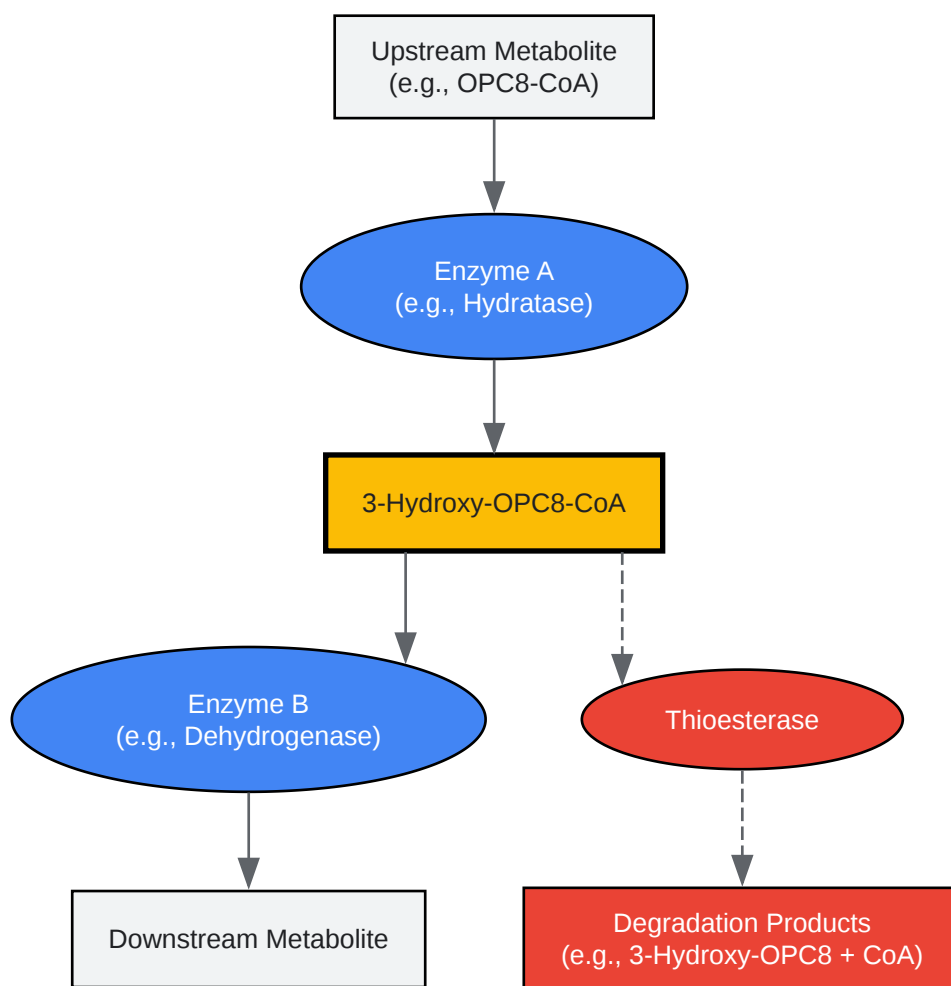 Upstream Metabolite
(e.g., OPC8-CoA)
Enzyme A
(e.g., Hydratase)
3-Hydroxy-OPC8-CoA
Enzyme B
(e.g., Dehydrogenase)
Thioesterase
Downstream Metabolite
Degradation Products
(e.g., 3-Hydroxy-OPC8 + CoA)